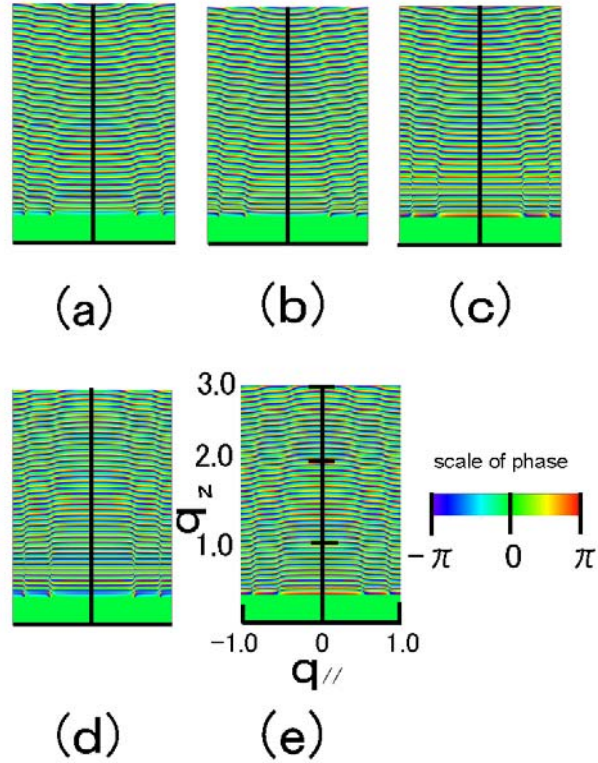 (a) (b) (c)
3.0
2.0
1.0
q z
-1.0 0 1.0
q //
scale of phase
-π 0 π
(d) (e)